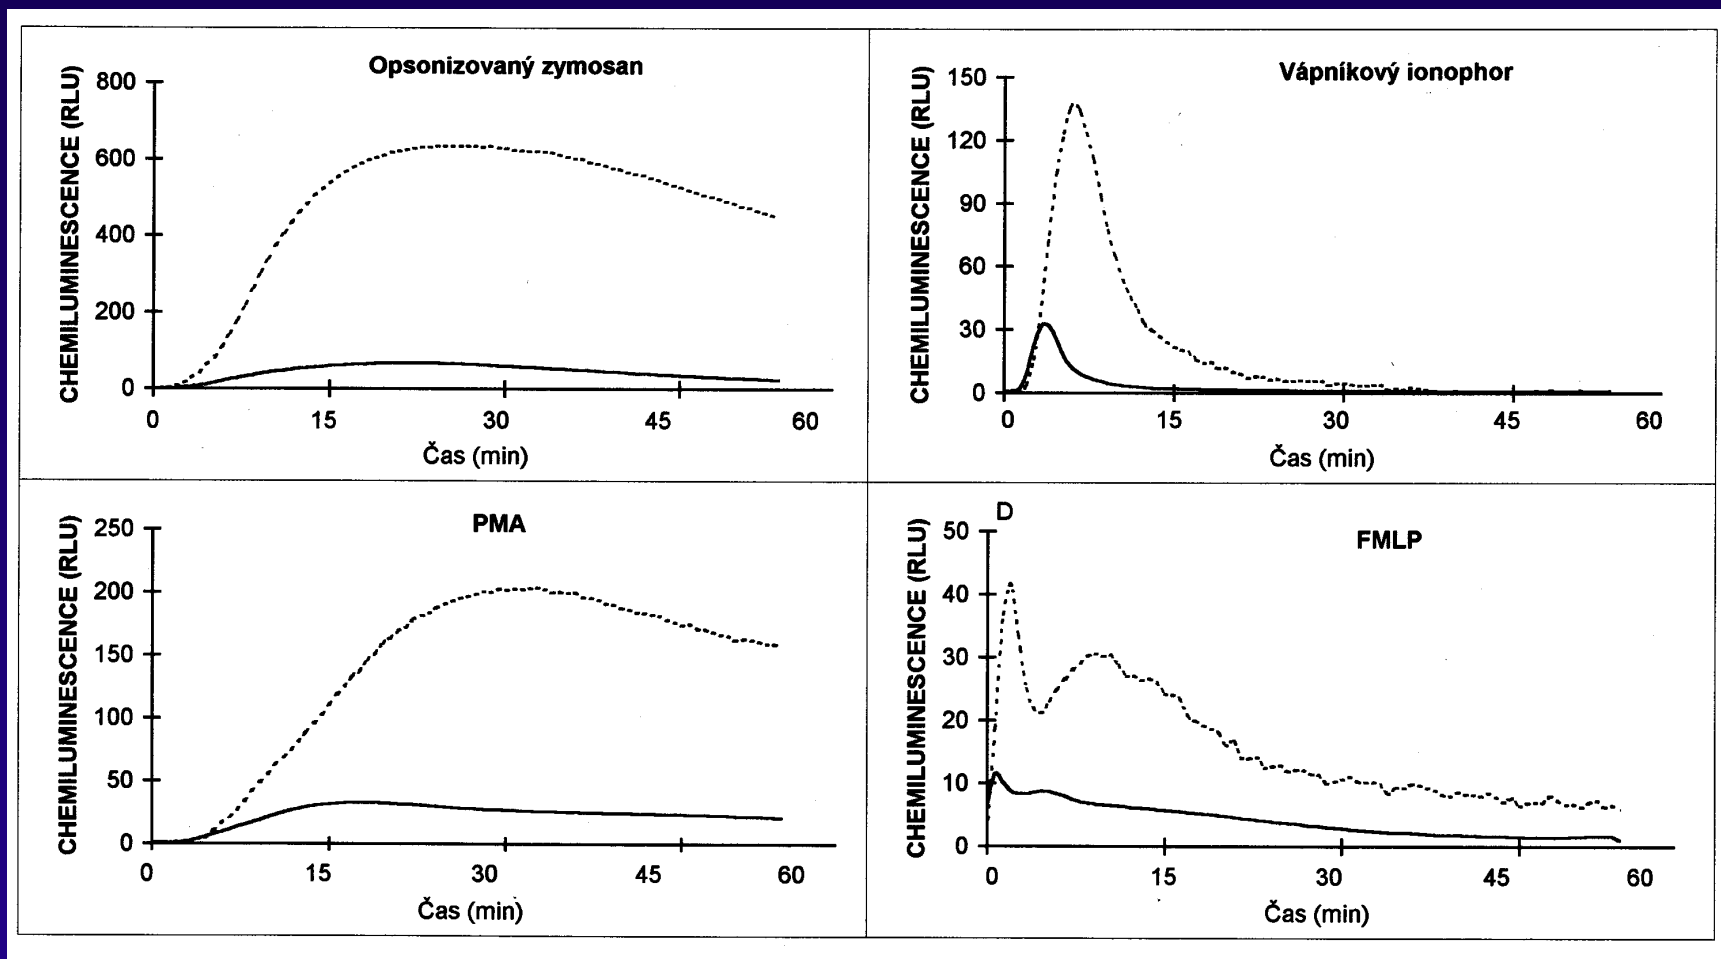 Opsonizovaný zymosan
CHEMILUMINESCENCE (RLU)
800
600
400
200
0
0 15 30 45 60
Čas (min)
Vápníkový ionophor
CHEMILUMINESCENCE (RLU)
150
120
90
60
30
0
0 15 30 45 60
Čas (min)
PMA
CHEMILUMINESCENCE (RLU)
250
200
150
100
50
0
0 15 30 45 60
Čas (min)
D
FMLP
CHEMILUMINESCENCE (RLU)
50
40
30
20
10
0
0 15 30 45 60
Čas (min)